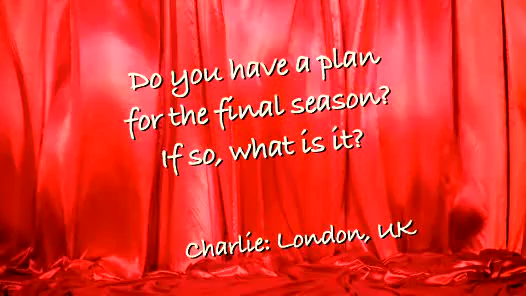 Do you have a plan
for the final season?
If so, what is it?
Charlie: London, UK